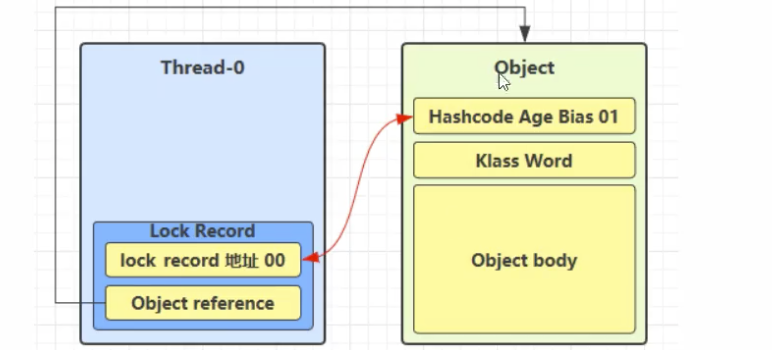 Thread-0
Lock Record
lock record 地址 00
Object reference
Object
Hashcode Age Bias 01
Klass Word
Object body